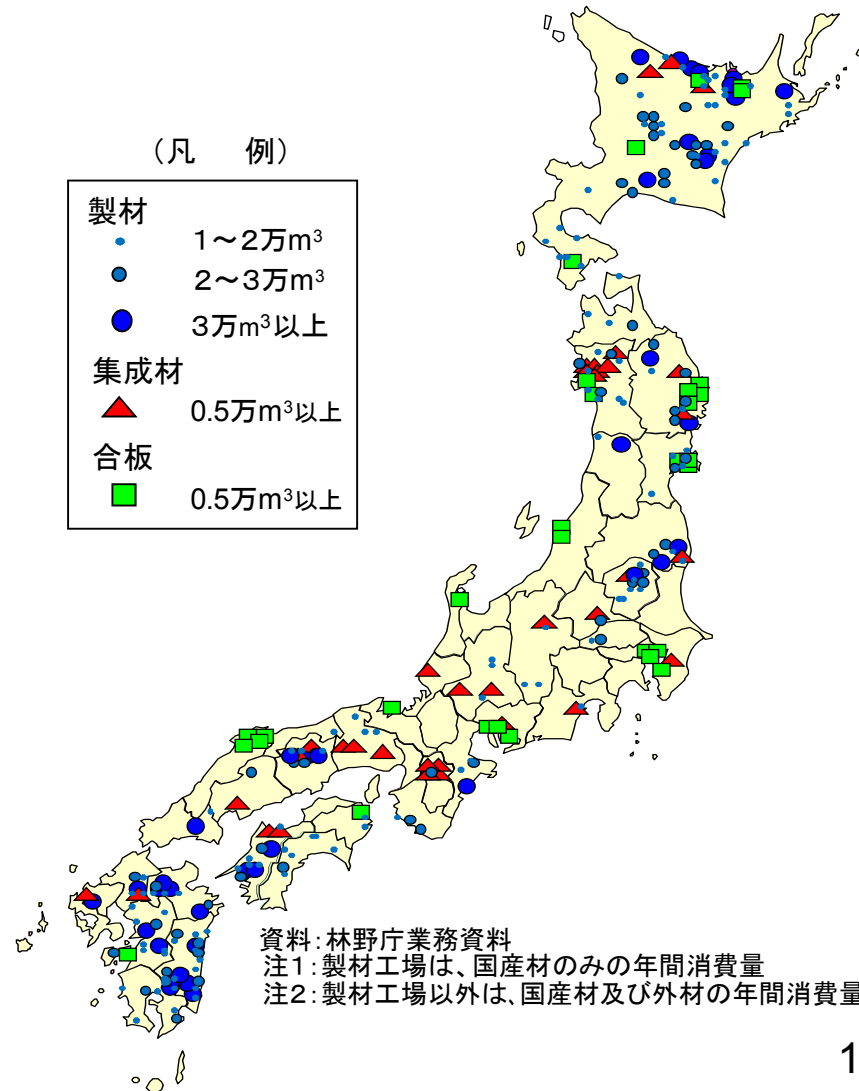 （凡　例）
製材
１～２万m³
２～３万m³
３万m³以上
集成材
0.5万m³以上
合板
0.5万m³以上
資料：林野庁業務資料
注１：製材工場は、国産材のみの年間消費量
注２：製材工場以外は、国産材及び外材の年間消費量
1